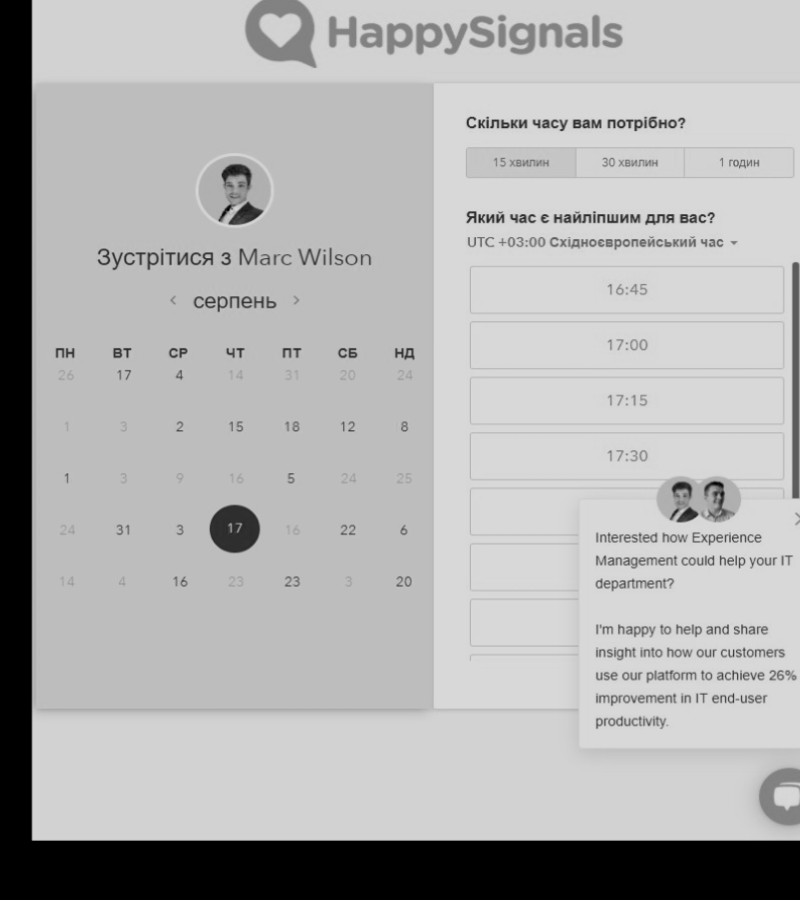 HappySignals
Зустрітися з Marc Wilson
серпень
ПН ВТ СР ЧТ ПТ СБ НД
26 17 4 14 31 20 24
1 3 2 15 18 12 8
1 3 9 16 5 24 25
24 31 3 17 16 22 6
14 4 16 23 23 3 20
Скільки часу вам потрібно?
15 хвилин 30 хвилин 1 годин
Який час є найліпшим для вас?
UTC +03:00 Східноєвропейський час
16:45
17:00
17:15
17:30
Interested how Experience
Management could help your IT
department?
I'm happy to help and share
insight into how our customers
use our platform to achieve 26%
improvement in IT end-user
productivity.